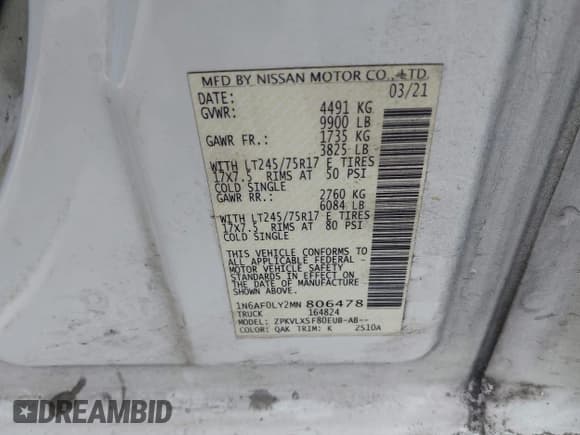 MFD BY NISSAN MOTOR CO., LTD.
DATE: 03/21
GVWR: 4491 KG
9900 LB
GAWR FR.: 1735 KG
3825 LB
WITH LT245/75R17 E TIRES
17X7.5 RIMS AT 50 PSI
COLD SINGLE
GAWR RR.: 2760 KG
6084 LB
WITH LT245/75R17 E TIRES
17X7.5 RIMS AT 80 PSI
COLD SINGLE
THIS VEHICLE CONFORMS TO
ALL APPLICABLE FEDERAL
MOTOR VEHICLE SAFETY
STANDARDS IN EFFECT ON
THE DATE OF MANUFACTURE
SHOWN ABOVE.
1N6AF0LY2MN 806478
TRUCK 164824
MODEL: ZPKVLXSF80EUB-AB--
COLOR: QAK TRIM: K 2S10A
DREAMBID